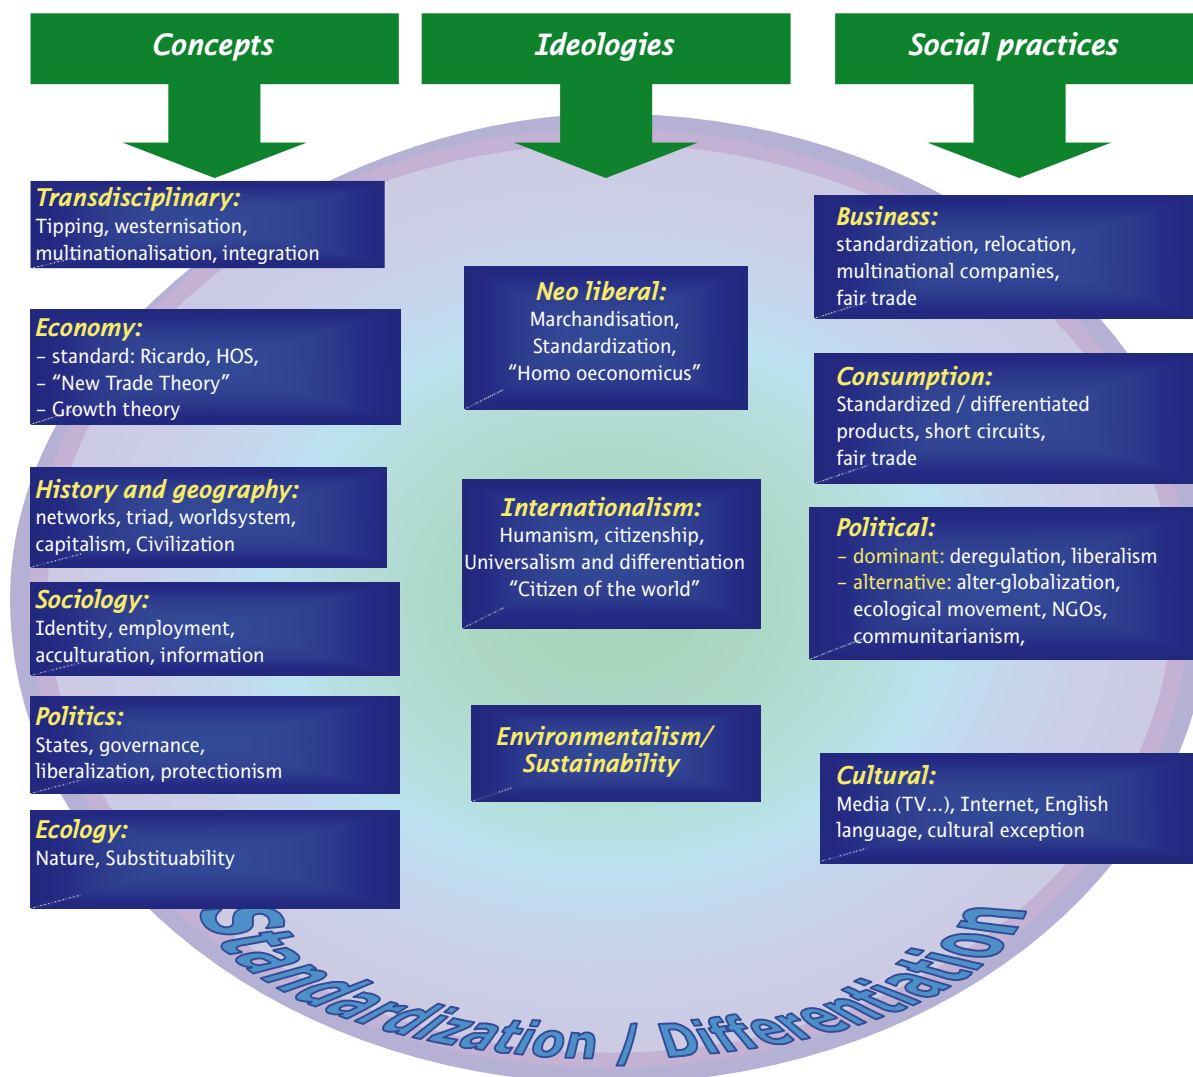 Concepts
Ideologies
Social practices
Transdisciplinary:
Tipping, westernisation,
multinationalisation, integration
Economy:
– standard: Ricardo, HOS,
– “New Trade Theory”
– Growth theory
History and geography:
networks, triad, worldsystem,
capitalism, Civilization
Sociology:
Identity, employment,
acculturation, information
Politics:
States, governance,
liberalization, protectionism
Ecology:
Nature, Substituability
Neo liberal:
Marchandisation,
Standardization,
“Homo oeconomicus”
Internationalism:
Humanism, citizenship,
Universalism and differentiation
“Citizen of the world”
Environmentalism/
Sustainability
Business:
standardization, relocation,
multinational companies,
fair trade
Consumption:
Standardized / differentiated
products, short circuits,
fair trade
Political:
– dominant: deregulation, liberalism
– alternative: alter-globalization,
ecological movement, NGOs,
communitarianism,
Cultural:
Media (TV...), Internet, English
language, cultural exception
Standardization / Differentiation